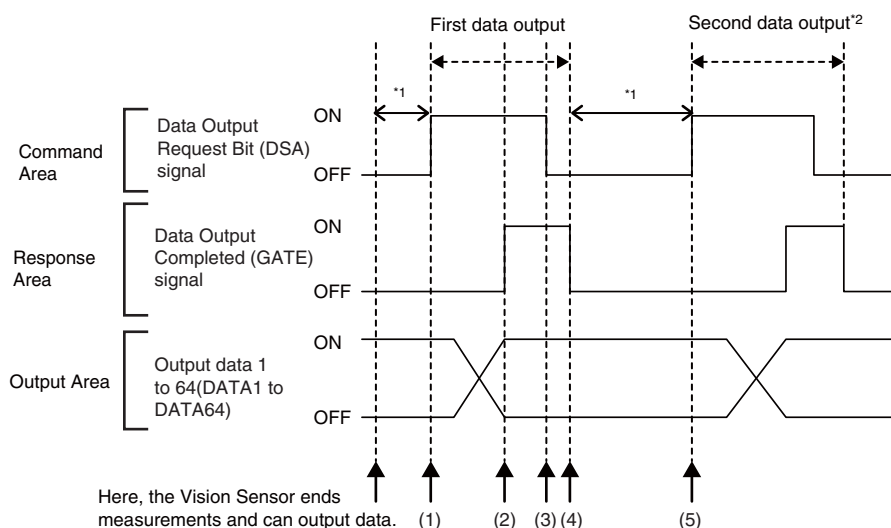 First data output
Second data output*2
*1
*1
Command
Area
Data Output
Request Bit (DSA)
signal
ON
OFF
Response
Area
Data Output
Completed (GATE)
signal
ON
OFF
Output Area
Output data 1
to 64(DATA1 to
DATA64)
ON
OFF
Here, the Vision Sensor ends
measurements and can output data.
(1)
(2)
(3)
(4)
(5)